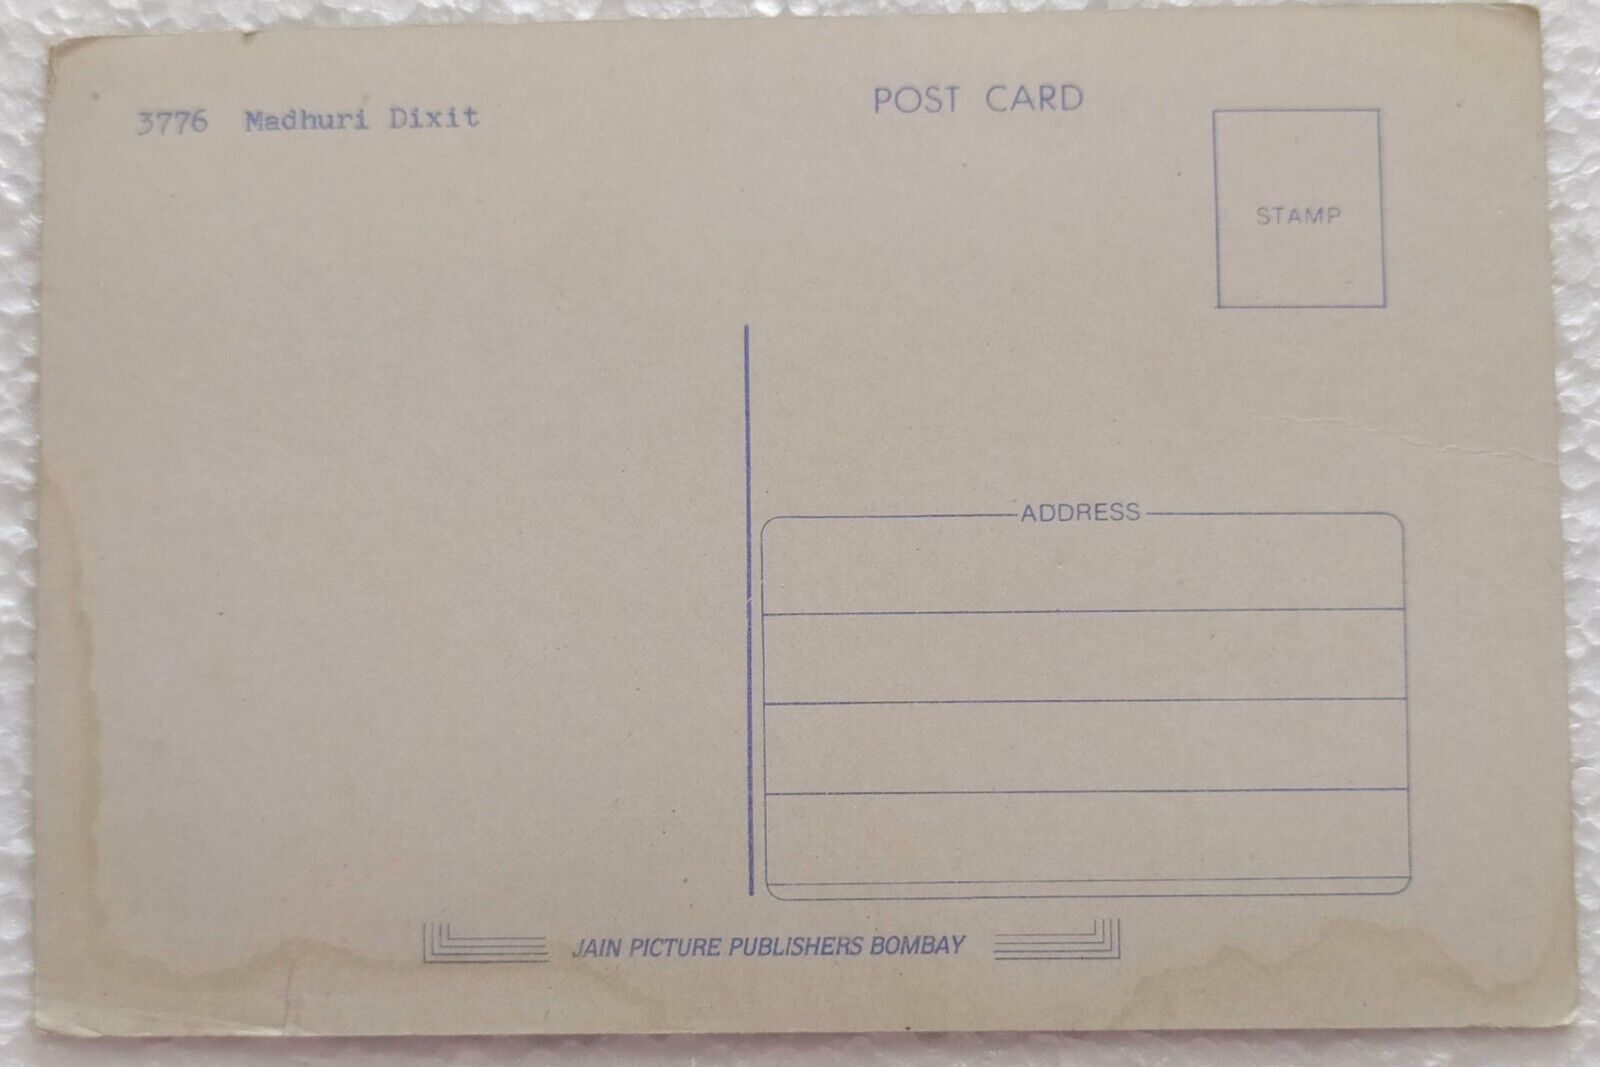 3776 Madhuri Dixit
POST CARD
STAMP
ADDRESS
JAIN PICTURE PUBLISHERS BOMBAY